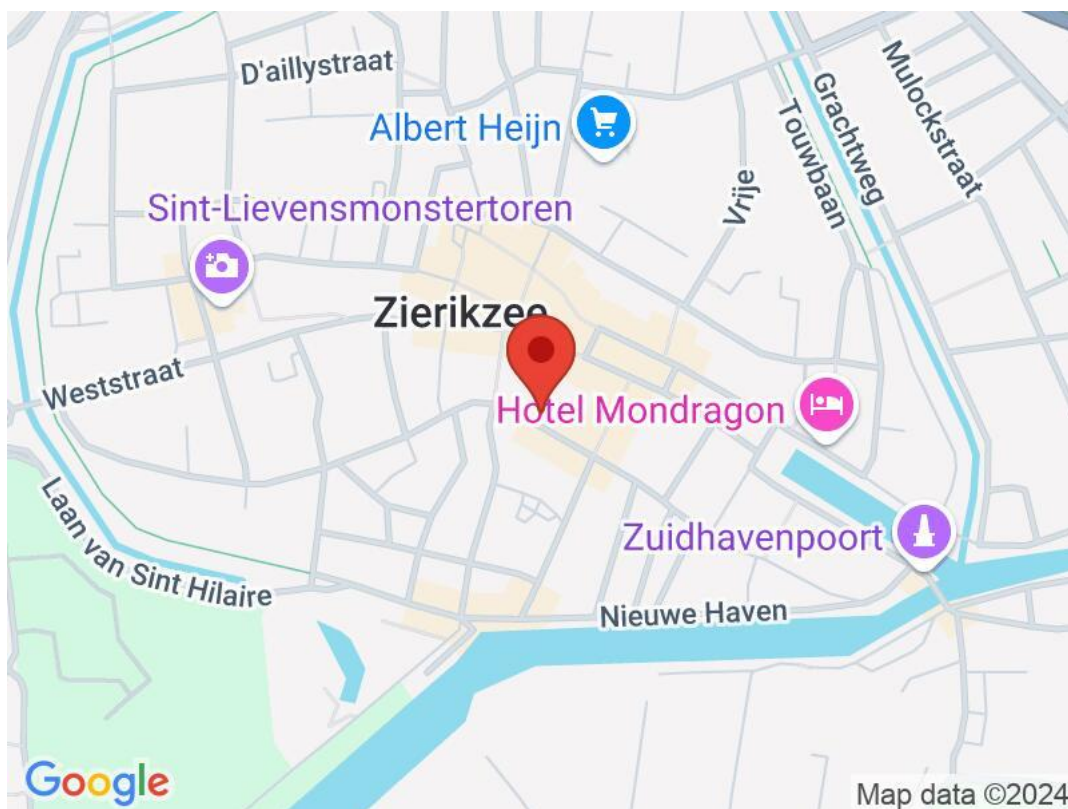 D'aillystraat
Albert Heijn
Mulockstraat
Grachtweg
Touwbaan
Vrije
Sint-Lievensmonstertoren
Zierikzee
Weststraat
Hotel Mondragon
Laan van Sint Hilaire
Zuidhavenpoort
Nieuwe Haven
Google
Map data ©2024